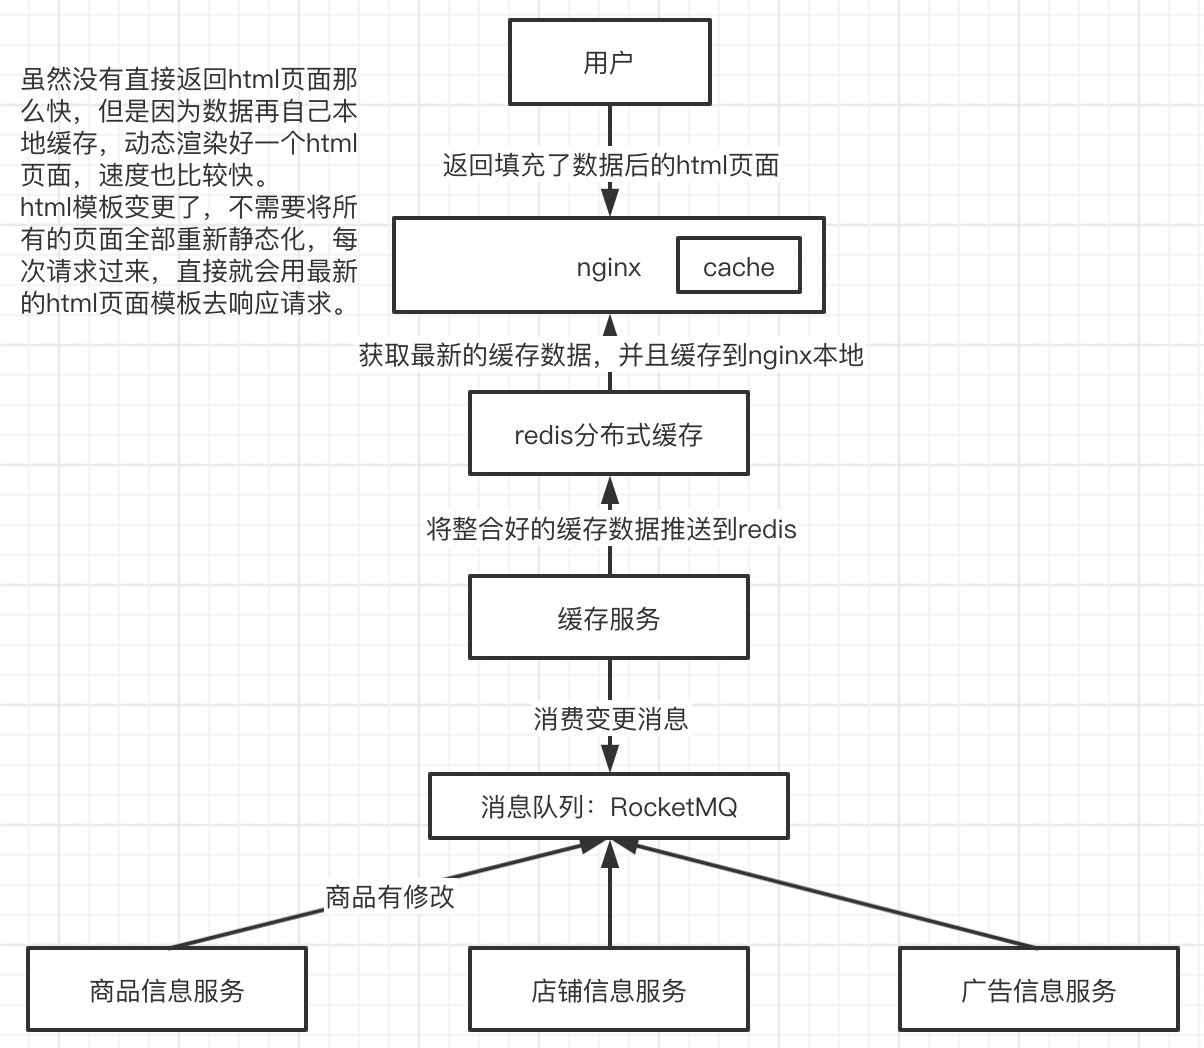 用户
虽然没有直接返回html页面那
么快，但是因为数据再自己本
地缓存，动态渲染好一个html
页面，速度也比较快。
html模板变更了，不需要将所
有的页面全部重新静态化，每
次请求过来，直接就会用最新
的html页面模板去响应请求。
返回填充了数据后的html页面
nginx
cache
获取最新的缓存数据，并且缓存到nginx本地
redis分布式缓存
将整合好的缓存数据推送到redis
缓存服务
消费变更消息
消息队列：RocketMQ
商品有修改
商品信息服务
店铺信息服务
广告信息服务